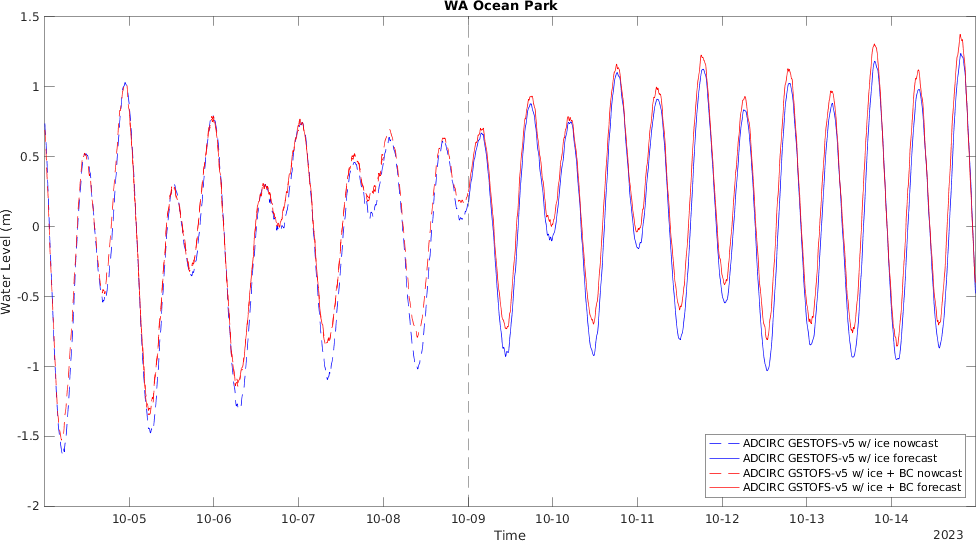 WA Ocean Park
1.5
1
0.5
0
-0.5
-1
-1.5
-2
Water Level (m)
ADCIRC GESTOFS-v5 w/ ice nowcast
ADCIRC GESTOFS-v5 w/ ice forecast
ADCIRC GSTOFS-v5 w/ ice + BC nowcast
ADCIRC GSTOFS-v5 w/ ice + BC forecast
10-05 10-06 10-07 10-08 10-09 10-10 10-11 10-12 10-13 10-14
Time
2023